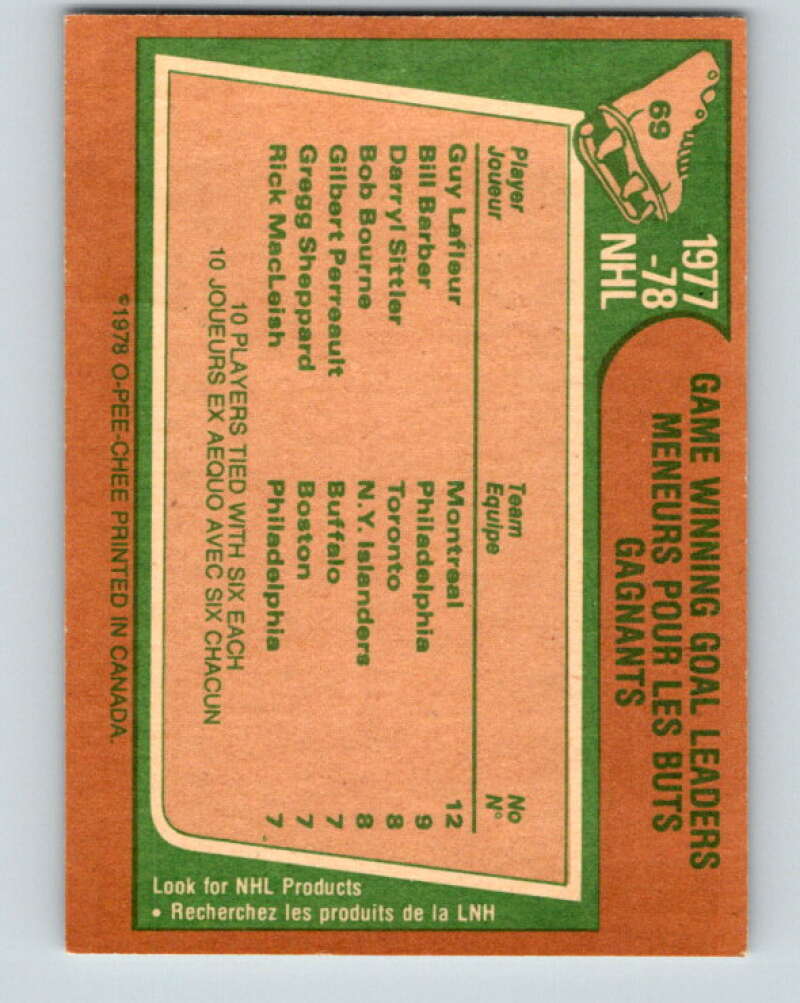 69
1977
-78
NHL
GAME WINNING GOAL LEADERS
MENEURS POUR LES BUTS
GAGNANTS
Player Team No
Joueur Equipe N°
Guy Lafleur Montreal 12
Bill Barber Philadelphia 9
Darryl Sittler Toronto 8
Bob Bourne N.Y. Islanders 8
Gilbert Perreault Buffalo 7
Gregg Sheppard Boston 7
Rick MacLeish Philadelphia 7
10 PLAYERS TIED WITH SIX EACH
10 JOUEURS EX AEQUO AVEC SIX CHACUN
Look for NHL Products
• Recherchez les produits de la LNH
©1978 O-PEE-CHEE PRINTED IN CANADA.